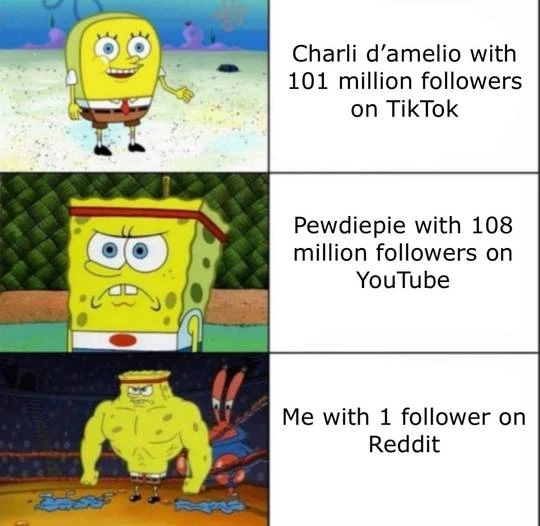 Charli d’amelio with
101 million followers
on TikTok
Pewdiepie with 108
million followers on
YouTube
Me with 1 follower on
Reddit